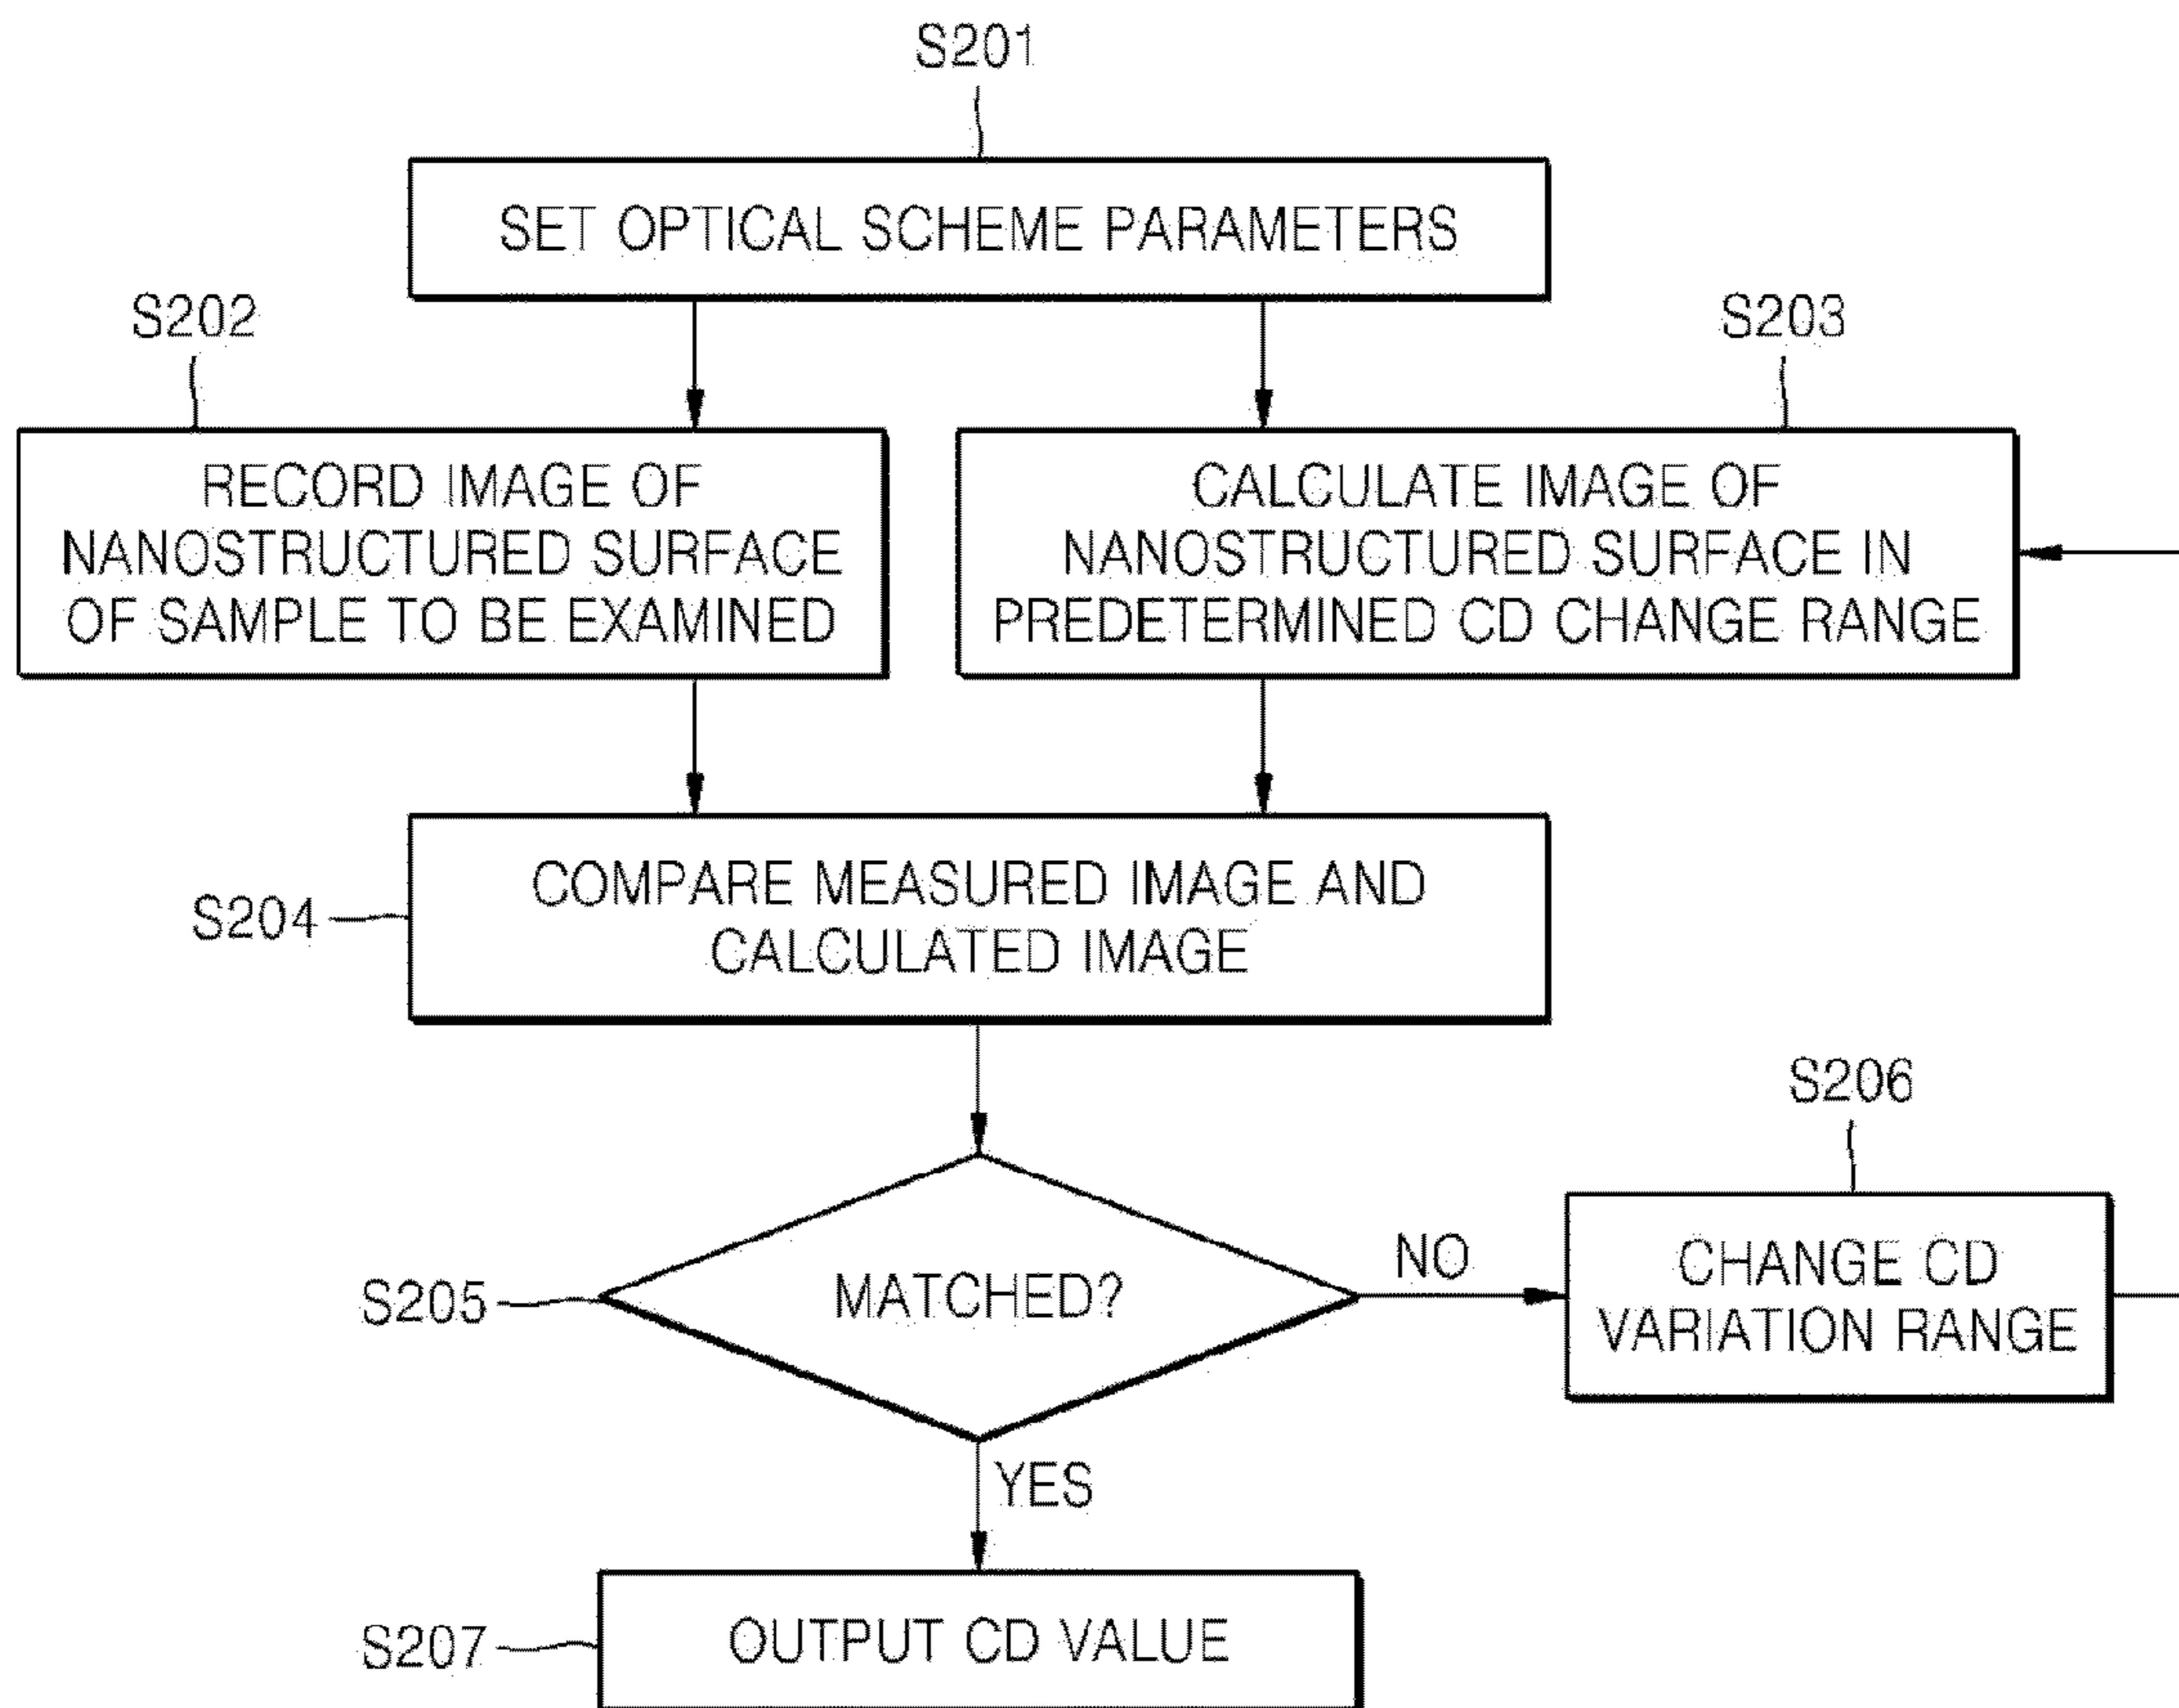 S201
SET OPTICAL SCHEME PARAMETERS
S202
S203
RECORD IMAGE OF
NANOSTRUCTURED SURFACE
OF SAMPLE TO BE EXAMINED
CALCULATE IMAGE OF
NANOSTRUCTURED SURFACE IN
PREDETERMINED CD CHANGE RANGE
S204
COMPARE MEASURED IMAGE AND
CALCULATED IMAGE
S205
MATCHED?
NO
S206
CHANGE CD
VARIATION RANGE
YES
S207
OUTPUT CD VALUE